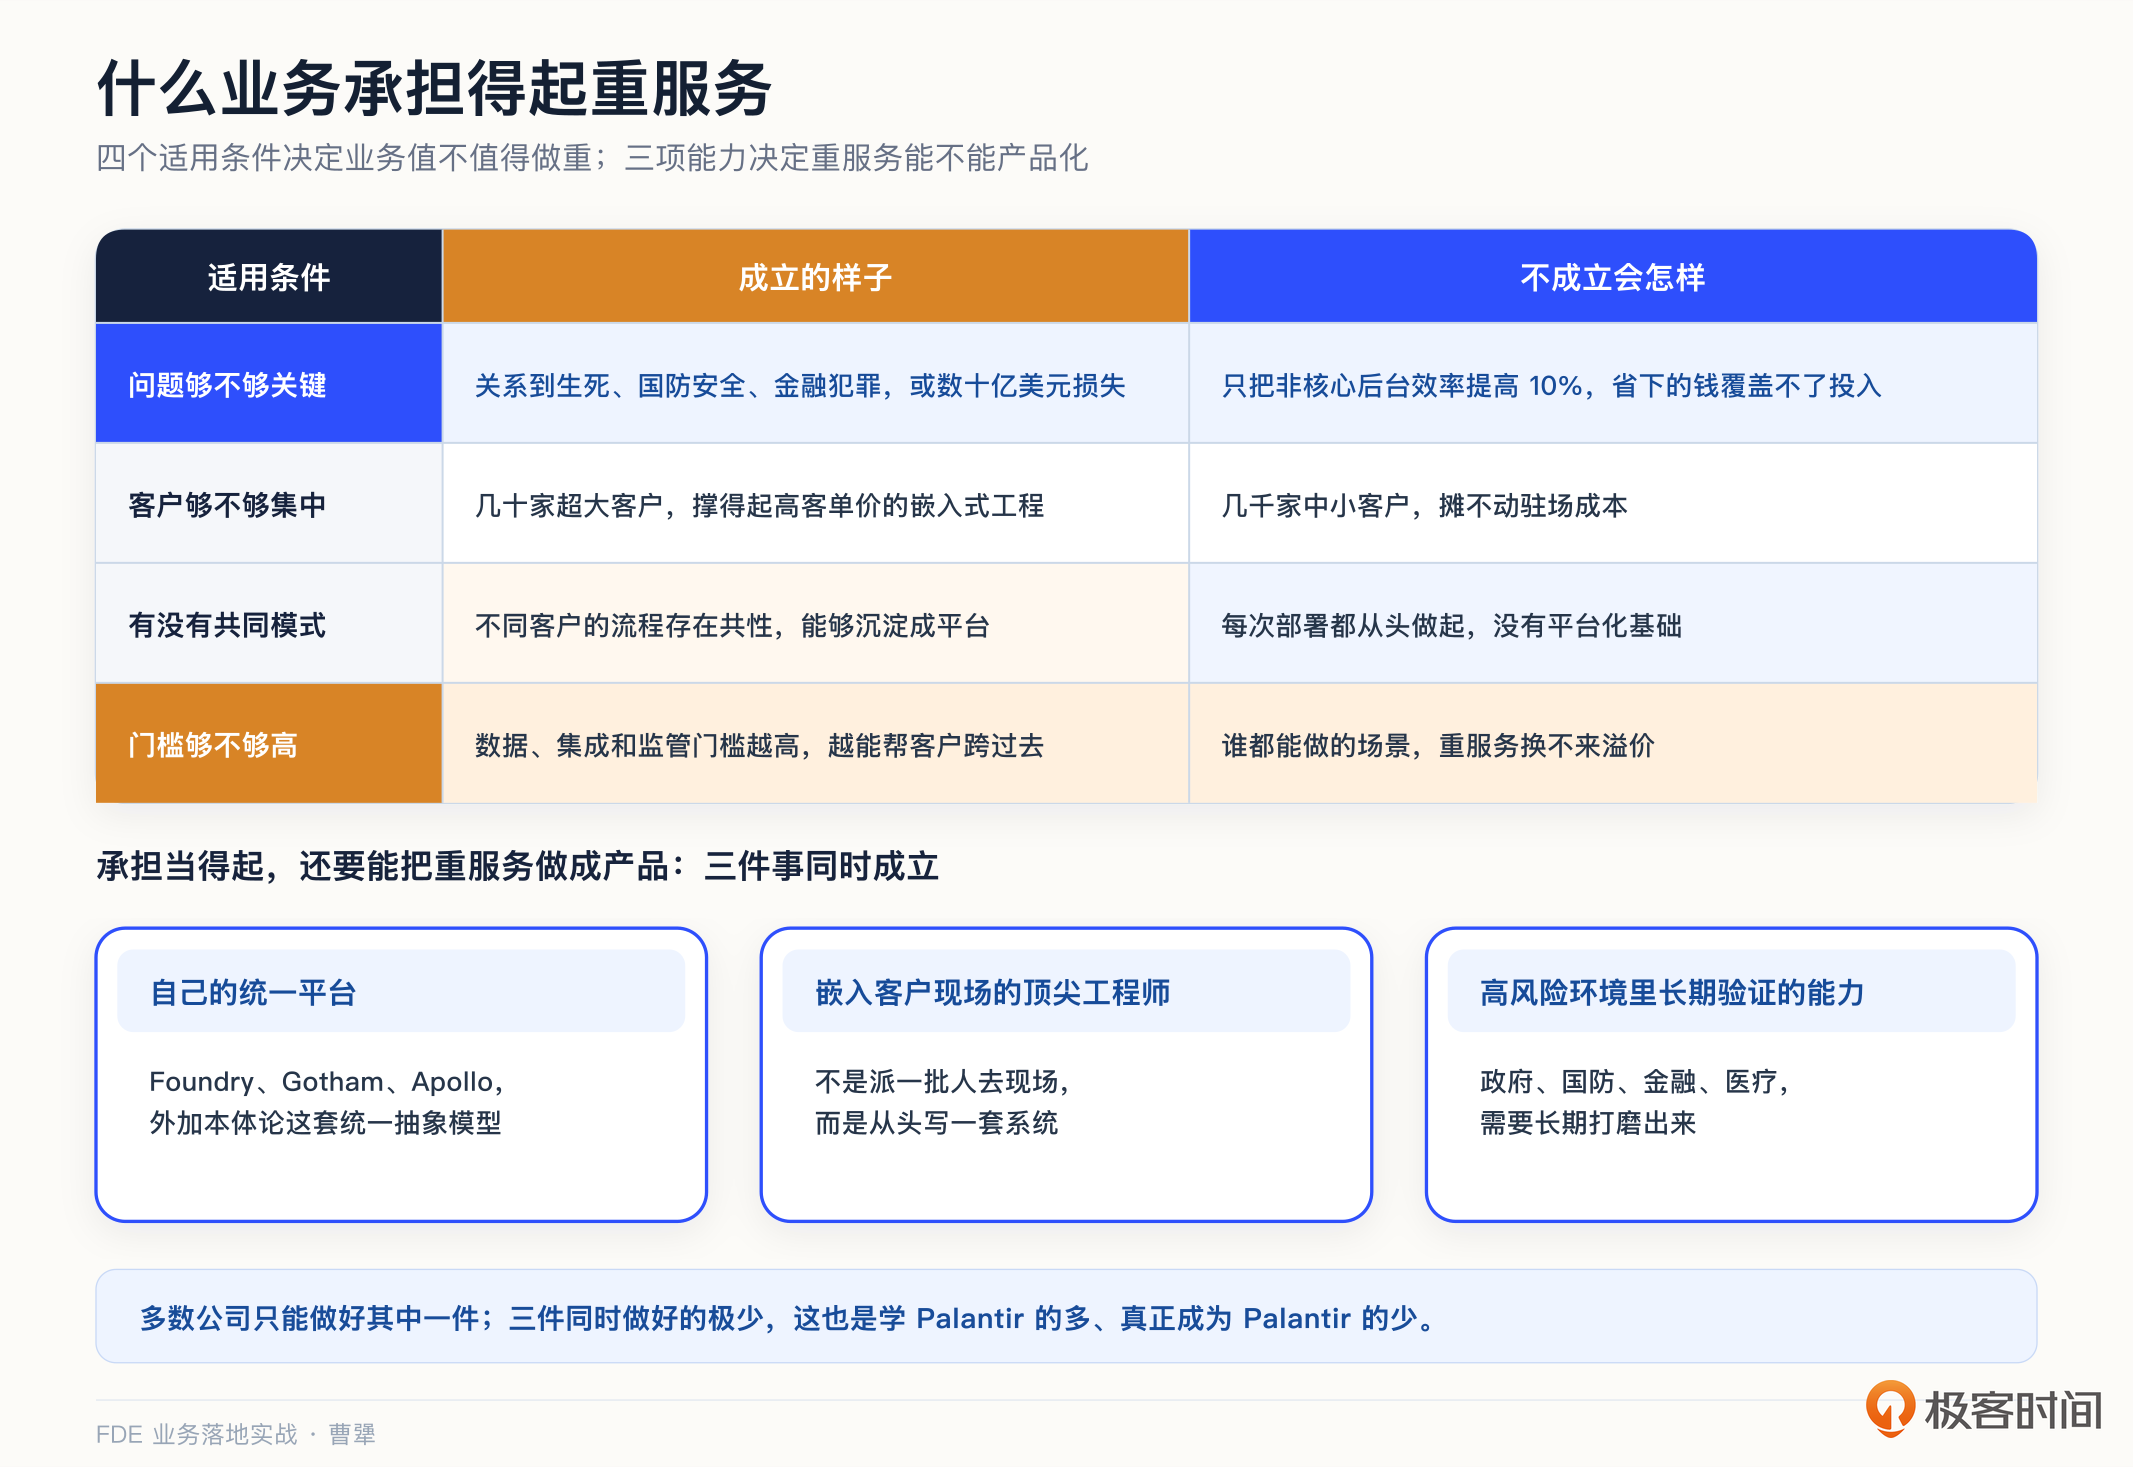 什么业务承担得起重服务
四个适用条件决定业务值不值得做重；三项能力决定重服务能不能产品化
适用条件
成立的样子
不成立会怎样
问题够不够关键
关系到生死、国防安全、金融犯罪，或数十亿美元损失
只把非核心后台效率提高 10%，省下的钱覆盖不了投入
客户够不够集中
几十家超大客户，撑得起高客单价的嵌入式工程
几千家中小客户，摊不动驻场成本
有没有共同模式
不同客户的流程存在共性，能够沉淀成平台
每次部署都从头做起，没有平台化基础
门槛够不够高
数据、集成和监管门槛越高，越能帮客户跨过去
谁都能做的场景，重服务换不来溢价
承担当得起，还要能把重服务做成产品：三件事同时成立
自己的统一平台
Foundry、Gotham、Apollo，
外加本体论这套统一抽象模型
嵌入客户现场的顶尖工程师
不是派一批人去现场，
而是从头写一套系统
高风险环境里长期验证的能力
政府、国防、金融、医疗，
需要长期打磨出来
多数公司只能做好其中一件；三件同时做好的极少，这也是学 Palantir 的多、真正成为 Palantir 的少。
FDE 业务落地实战 · 曹犟
极客时间